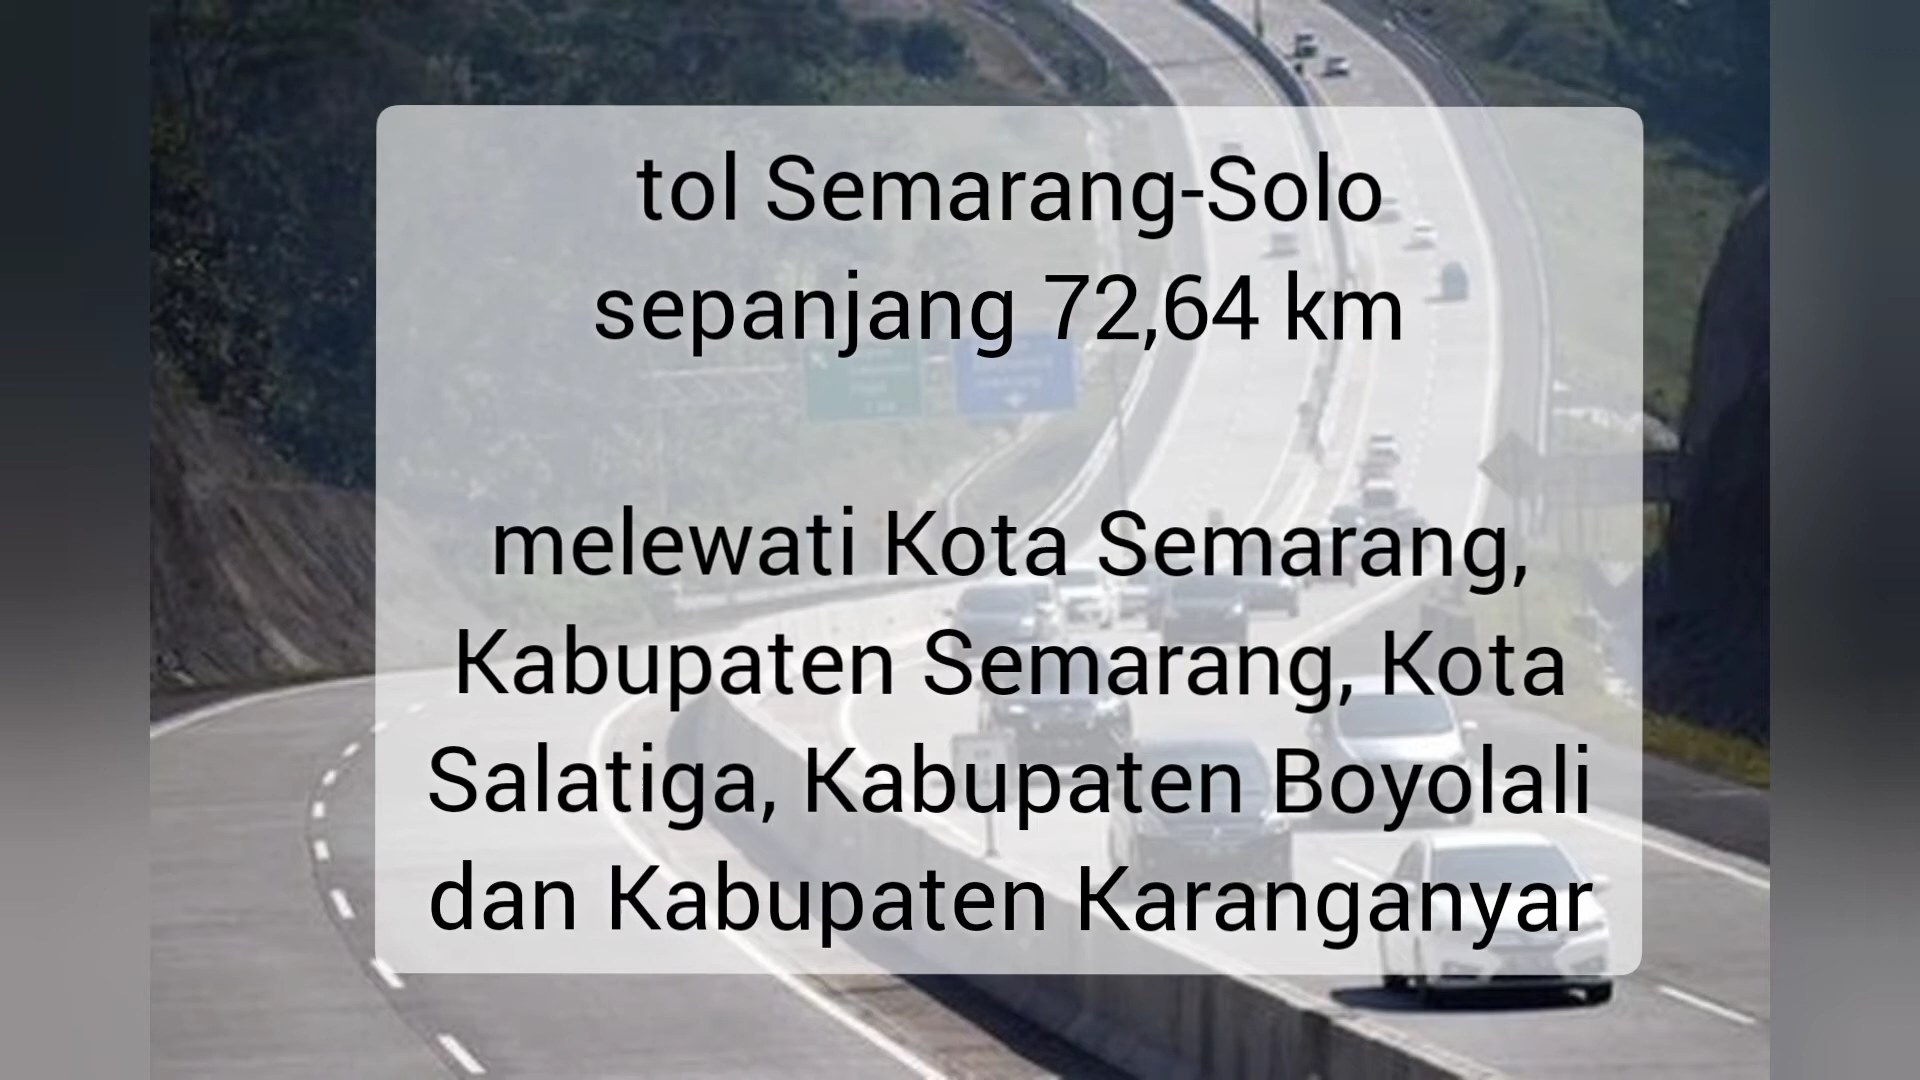 tol Semarang-Solo
sepanjang 72,64 km
melewati Kota Semarang,
Kabupaten Semarang, Kota
Salatiga, Kabupaten Boyolali
dan Kabupaten Karanganyar